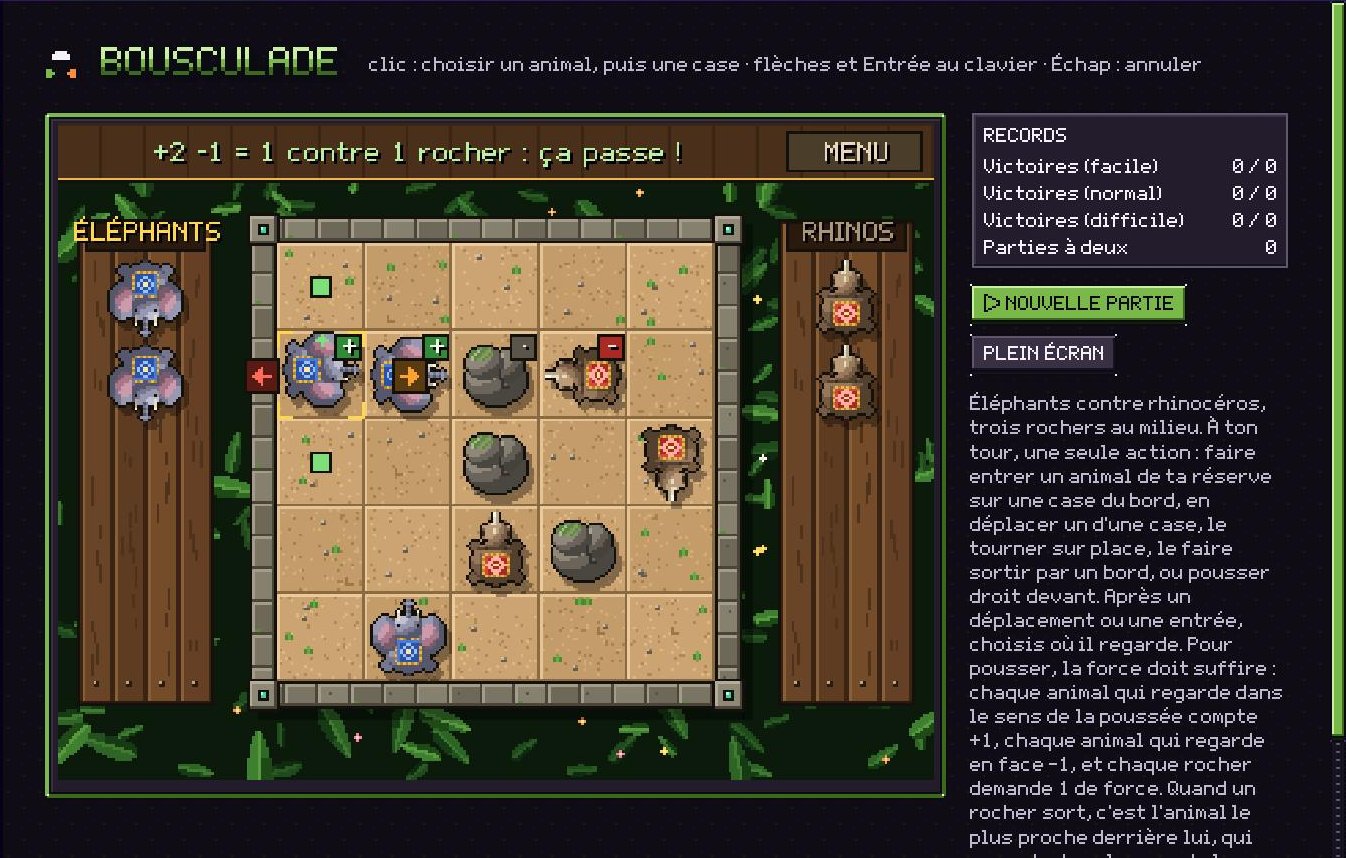 BOUSCULADE
clic : choisir un animal, puis une case · flèches et Entrée au clavier · Échap : annuler
+2 -1 = 1 contre 1 rocher : ça passe !
MENU
ÉLÉPHANTS
RHINOS
+
+
-
-
RECORDS
Victoires (facile) 0 / 0
Victoires (normal) 0 / 0
Victoires (difficile) 0 / 0
Parties à deux 0
NOUVELLE PARTIE
PLEIN ÉCRAN
Éléphants contre rhinocéros,
trois rochers au milieu. À ton
tour, une seule action : faire
entrer un animal de ta réserve
sur une case du bord, en
déplacer un d'une case, le
tourner sur place, le faire
sortir par un bord, ou pousser
droit devant. Après un
déplacement ou une entrée,
choisis où il regarde. Pour
pousser, la force doit suffire :
chaque animal qui regarde dans
le sens de la poussée compte
+1, chaque animal qui regarde
en face -1, et chaque rocher
demande 1 de force. Quand un
rocher sort, c'est l'animal le
plus proche derrière lui, qui